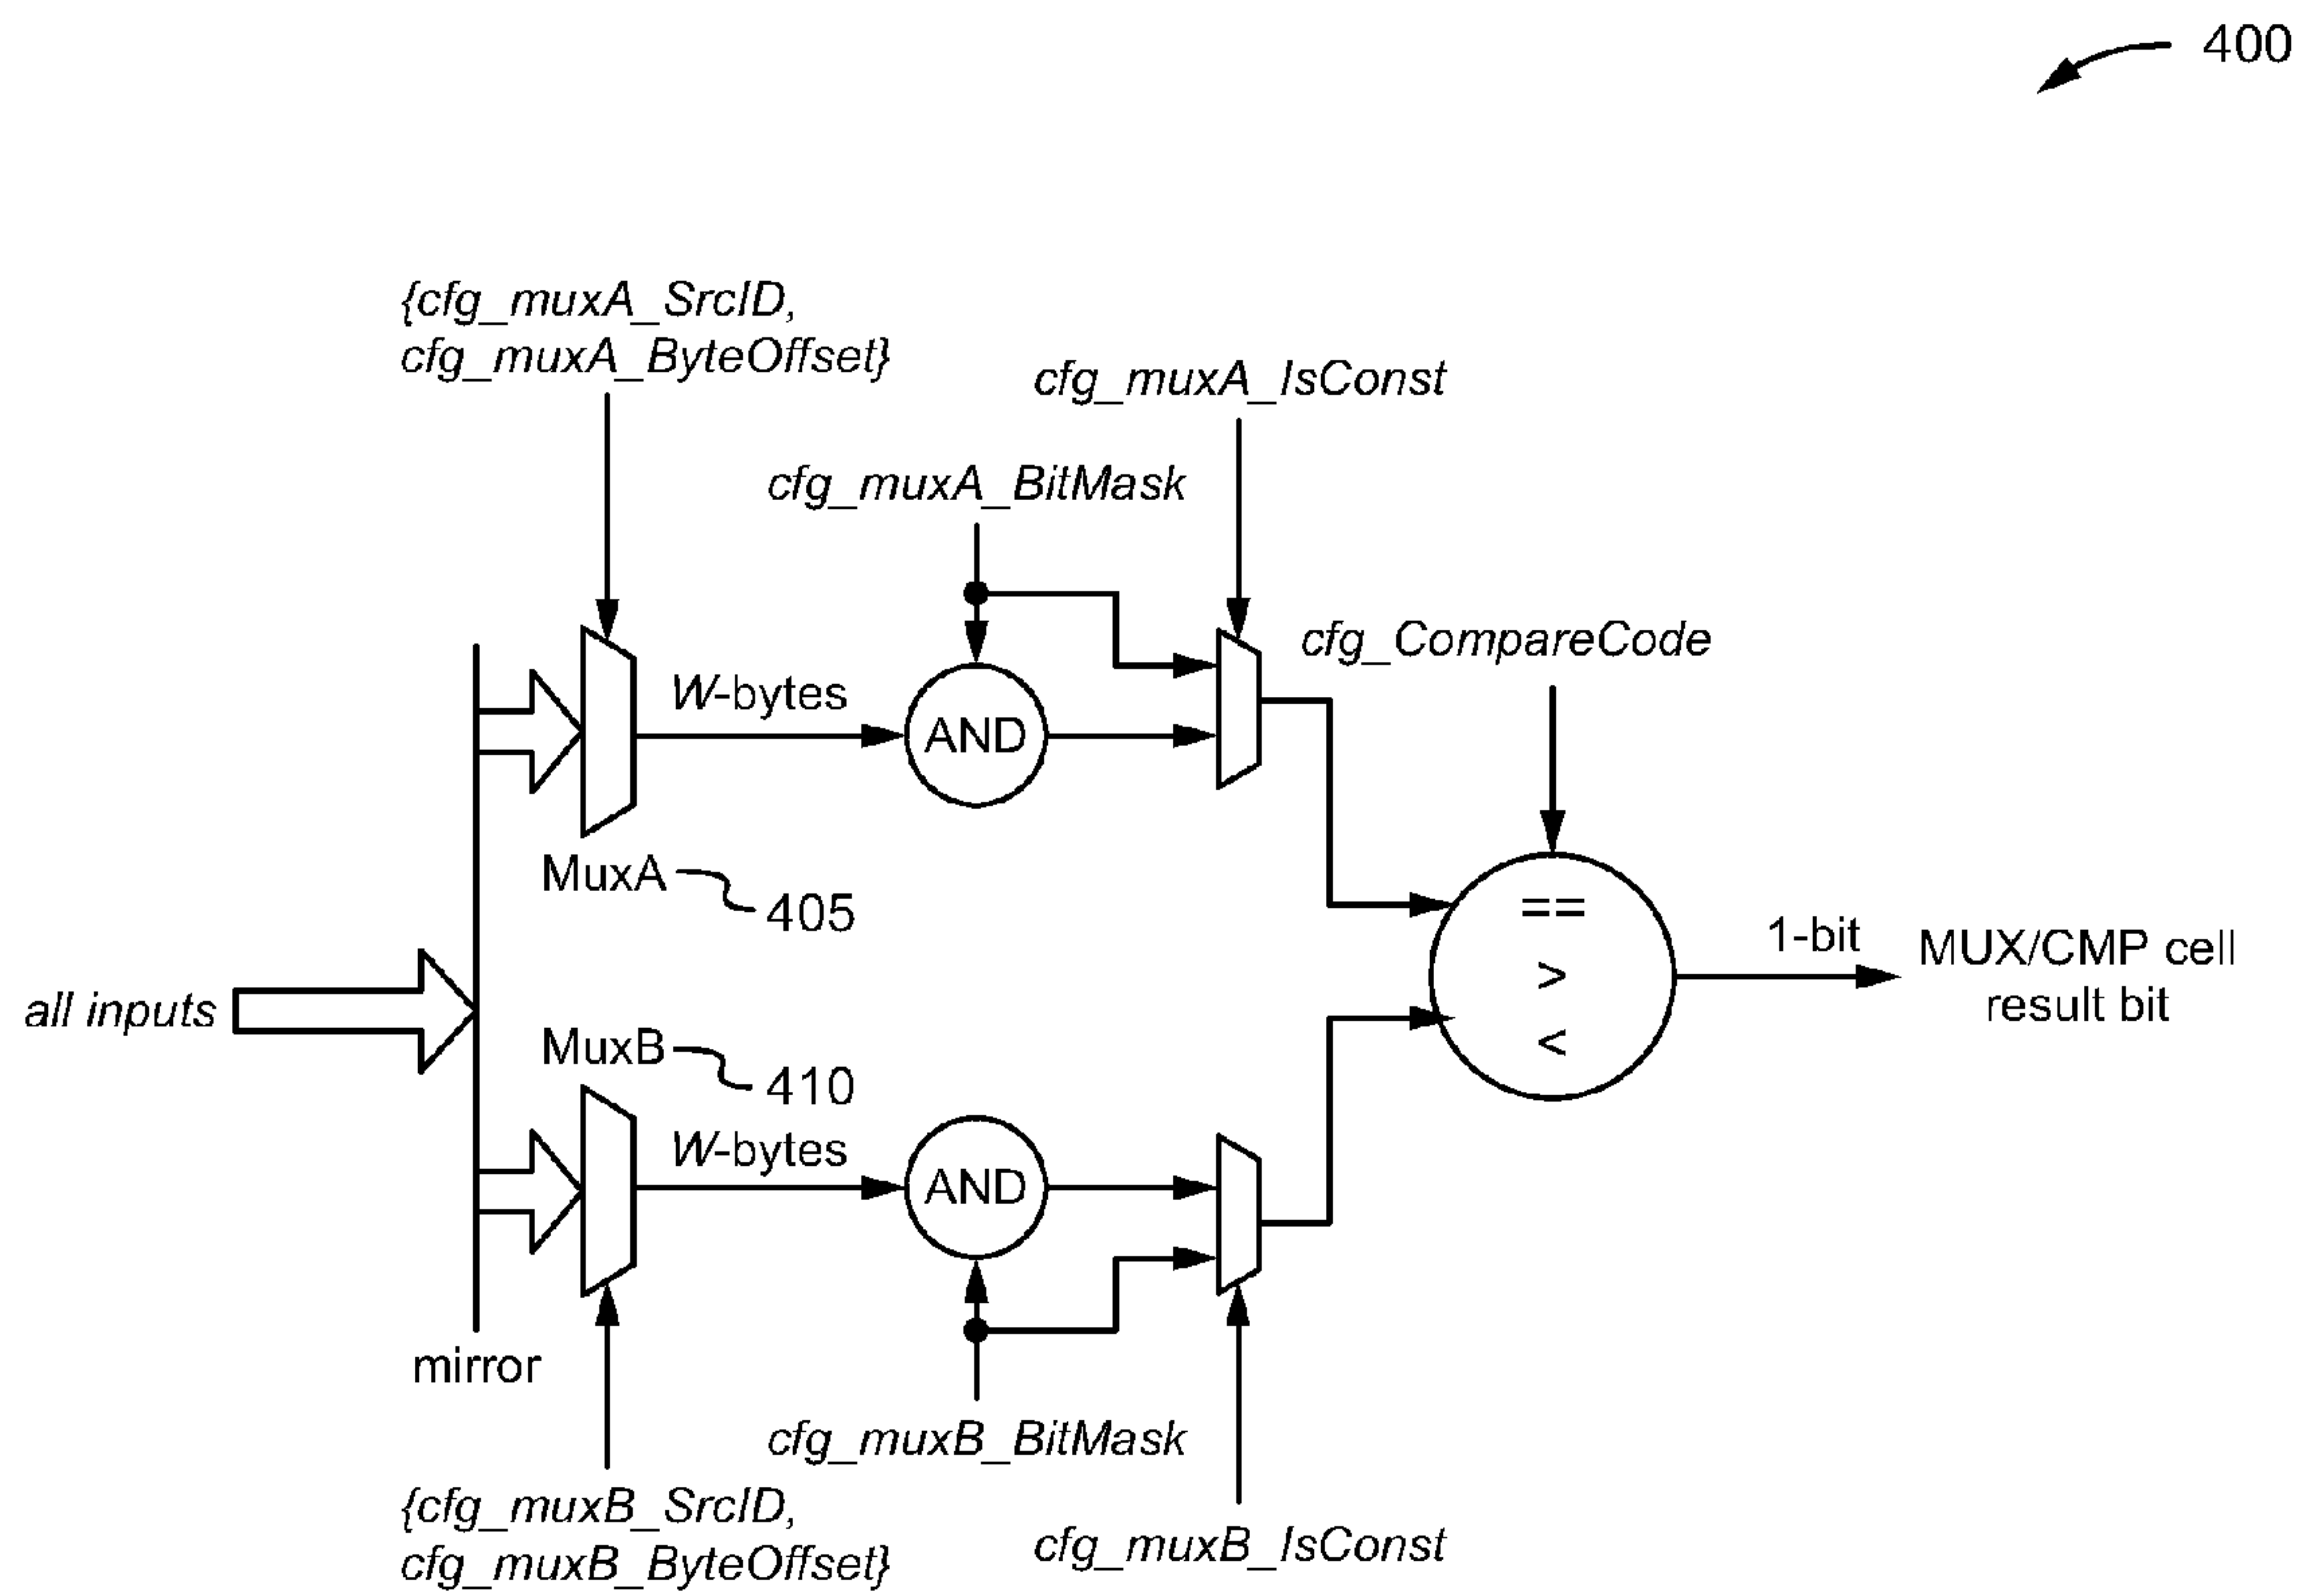 400
{cfg_muxA_SrcID,
cfg_muxA_ByteOffset}
cfg_muxA_IsConst
cfg_muxA_BitMask
cfg_CompareCode
W-bytes
AND
MuxA
405
==
>
<
1-bit
MUX/CMP cell
result bit
all inputs
MuxB
410
W-bytes
AND
mirror
cfg_muxB_BitMask
{cfg_muxB_SrcID,
cfg_muxB_ByteOffset}
cfg_muxB_IsConst